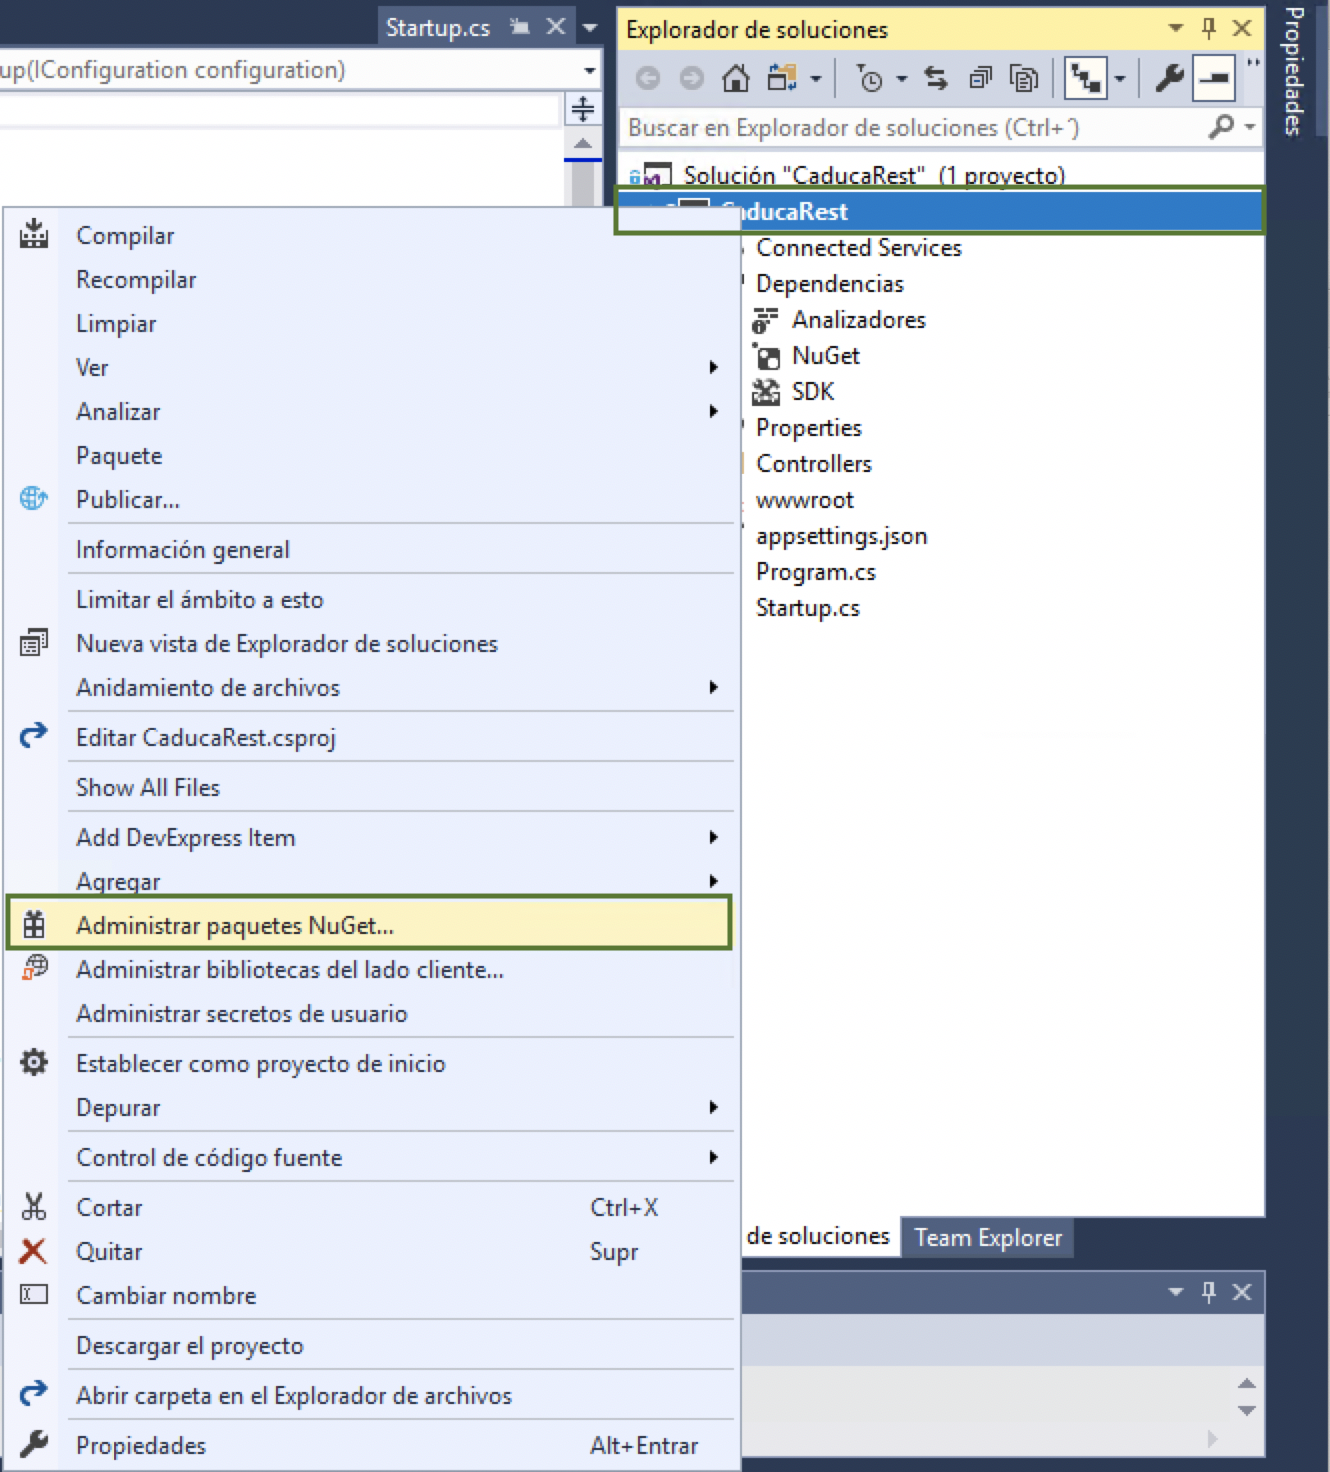 Startup.cs
up(IConfiguration configuration)
Explorador de soluciones
Buscar en Explorador de soluciones (Ctrl+´)
Solución "CaducaRest" (1 proyecto)
Connected Services
Dependencias
Analizadores
NuGet
SDK
Properties
Controllers
wwwroot
appsettings.json
Program.cs
Startup.cs
Propiedades
Compilar
Recompilar
Limpiar
Ver
Analizar
Paquete
Publicar...
Información general
Limitar el ámbito a esto
Nueva vista de Explorador de soluciones
Anidamiento de archivos
Editar CaducaRest.csproj
Show All Files
Add DevExpress Item
Agregar
Administrar paquetes NuGet...
Administrar bibliotecas del lado cliente...
Administrar secretos de usuario
Establecer como proyecto de inicio
Depurar
Control de código fuente
Cortar Ctrl+X
Quitar Supr
Cambiar nombre
Descargar el proyecto
Abrir carpeta en el Explorador de archivos
Propiedades Alt+Entrar
de soluciones
Team Explorer